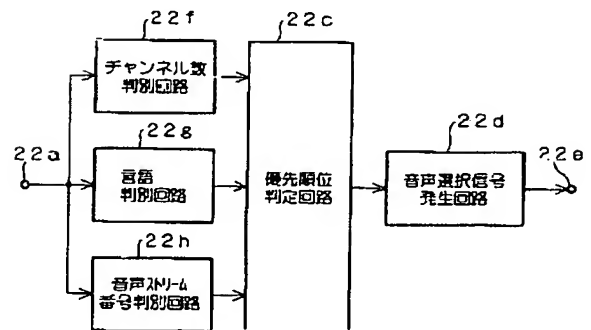 22f
22c
チャンネル数
判別回路
22d
22g
22a
言語
判別回路
優先順位
判定回路
音声選択信号
発生回路
22e
22h
音声ストリーム
番号判別回路